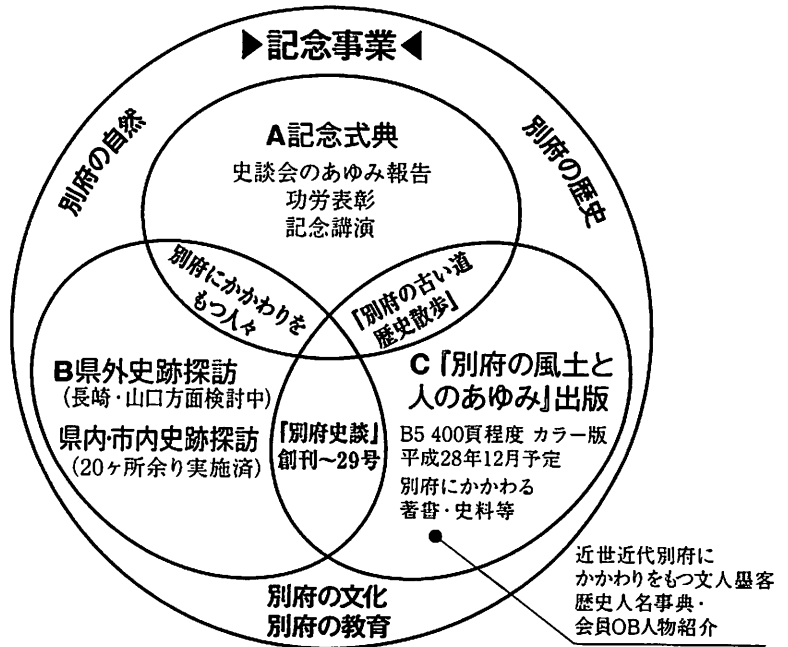 ▶記念事業◀
別府の自然
別府の歴史
A記念式典
史談会のあゆみ報告
功労表彰
記念講演
別府にかかわりを
もつ人々
『別府の古い道
歴史散歩』
B県外史跡探訪
(長崎・山口方面検討中)
県内・市内史跡探訪
(20ヶ所余り実施済)
『別府史談』
創刊〜29号
C『別府の風土と
人のあゆみ』出版
B5 400頁程度 カラー版
平成28年12月予定
別府にかかわる
著書・史料等
別府の文化
別府の教育
近世近代別府に
かかわりをもつ文人墨客
歴史人名事典・
会員OB人物紹介